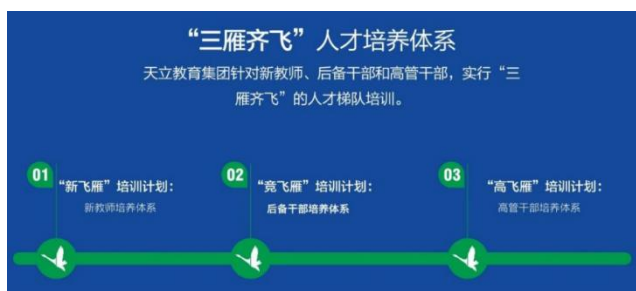 “三雁齐飞”人才培养体系
天立教育集团针对新教师、后备干部和高管干部，实行“三
雁齐飞”的人才梯队培训。
01
“新飞雁”培训计划：
新教师培养体系
02
“竞飞雁”培训计划：
后备干部培养体系
03
“高飞雁”培训计划：
高管干部培养体系